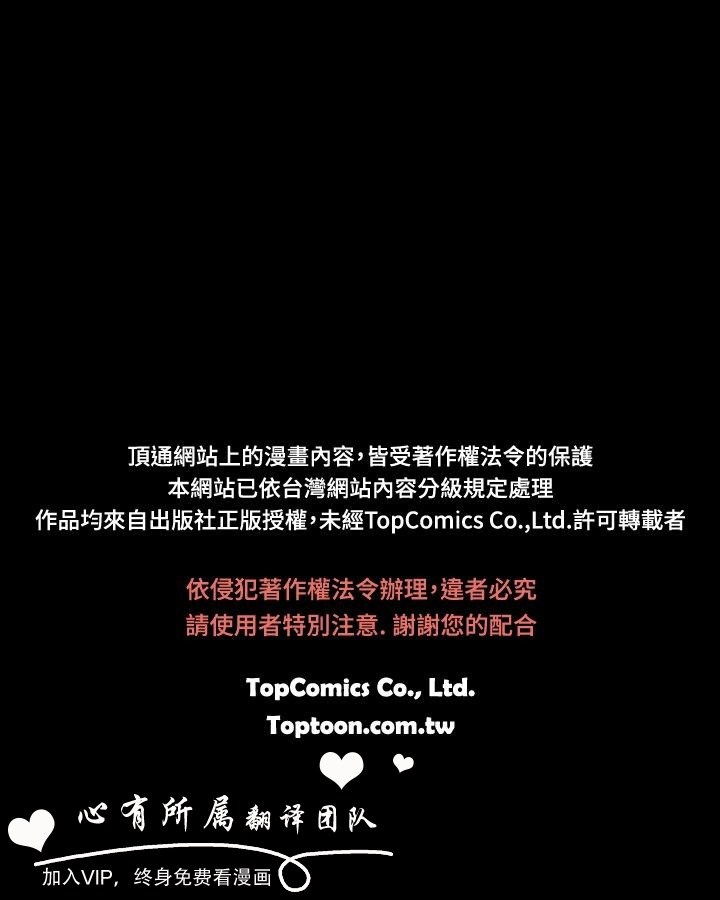 頂通網站上的漫畫內容，皆受著作權法令的保護
本網站已依台灣網站內容分級規定處理
作品均來自出版社正版授權，未經TopComics Co.,Ltd.許可轉載者
依侵犯著作權法令辦理，違者必究
請使用者特別注意. 謝謝您的配合
TopComics Co., Ltd.
Toptoon.com.tw
心有所属翻译团队
加入VIP，终身免费看漫画